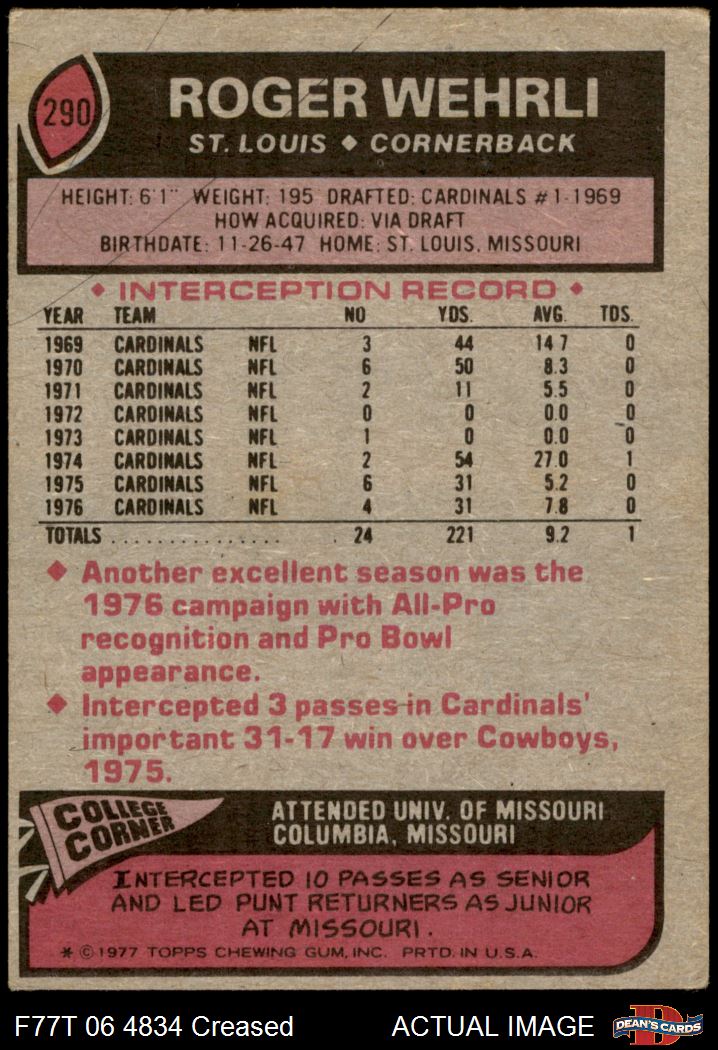 290
ROGER WEHRLI
ST. LOUIS ◆ CORNERBACK
HEIGHT: 6'1" WEIGHT: 195 DRAFTED: CARDINALS #1-1969
HOW ACQUIRED: VIA DRAFT
BIRTHDATE: 11-26-47 HOME: ST. LOUIS, MISSOURI
◆ INTERCEPTION RECORD ◆
YEAR TEAM NO YDS. AVG. TDS.
1969 CARDINALS NFL 3 44 14.7 0
1970 CARDINALS NFL 6 50 8.3 0
1971 CARDINALS NFL 2 11 5.5 0
1972 CARDINALS NFL 0 0 0.0 0
1973 CARDINALS NFL 1 0 0.0 0
1974 CARDINALS NFL 2 54 27.0 1
1975 CARDINALS NFL 6 31 5.2 0
1976 CARDINALS NFL 4 31 7.8 0
TOTALS . . . . . . . . . . . . . . . . 24 221 9.2 1
◆ Another excellent season was the
1976 campaign with All-Pro
recognition and Pro Bowl
appearance.
◆ Intercepted 3 passes in Cardinals'
important 31-17 win over Cowboys,
1975.
COLLEGE
CORNER
ATTENDED UNIV. OF MISSOURI
COLUMBIA, MISSOURI
INTERCEPTED 10 PASSES AS SENIOR
AND LED PUNT RETURNERS AS JUNIOR
AT MISSOURI.
* © 1977 TOPPS CHEWING GUM, INC. PRTD. IN U.S.A.
F77T 06 4834 Creased ACTUAL IMAGE
D
DEAN'S CARDS